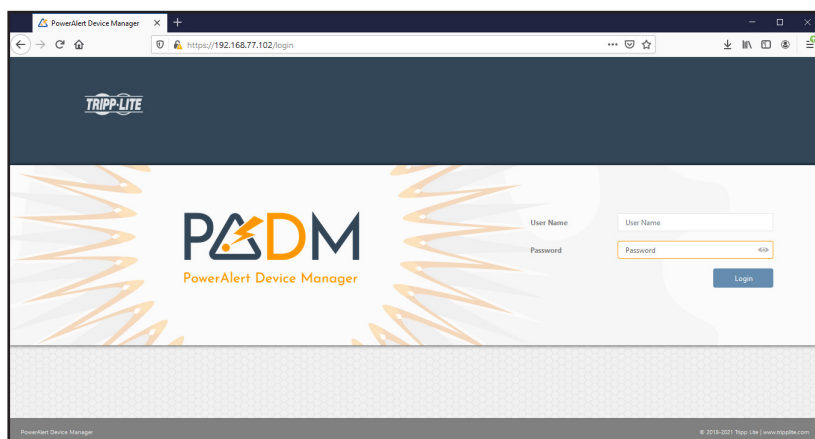 PowerAlert Device Manager
https://192.168.77.102/login
TRIPP·LITE
PADM
PowerAlert Device Manager
User Name
User Name
Password
Password
Login
PowerAlert Device Manager
© 2018-2021 Tripp Lite | www.tripplite.com